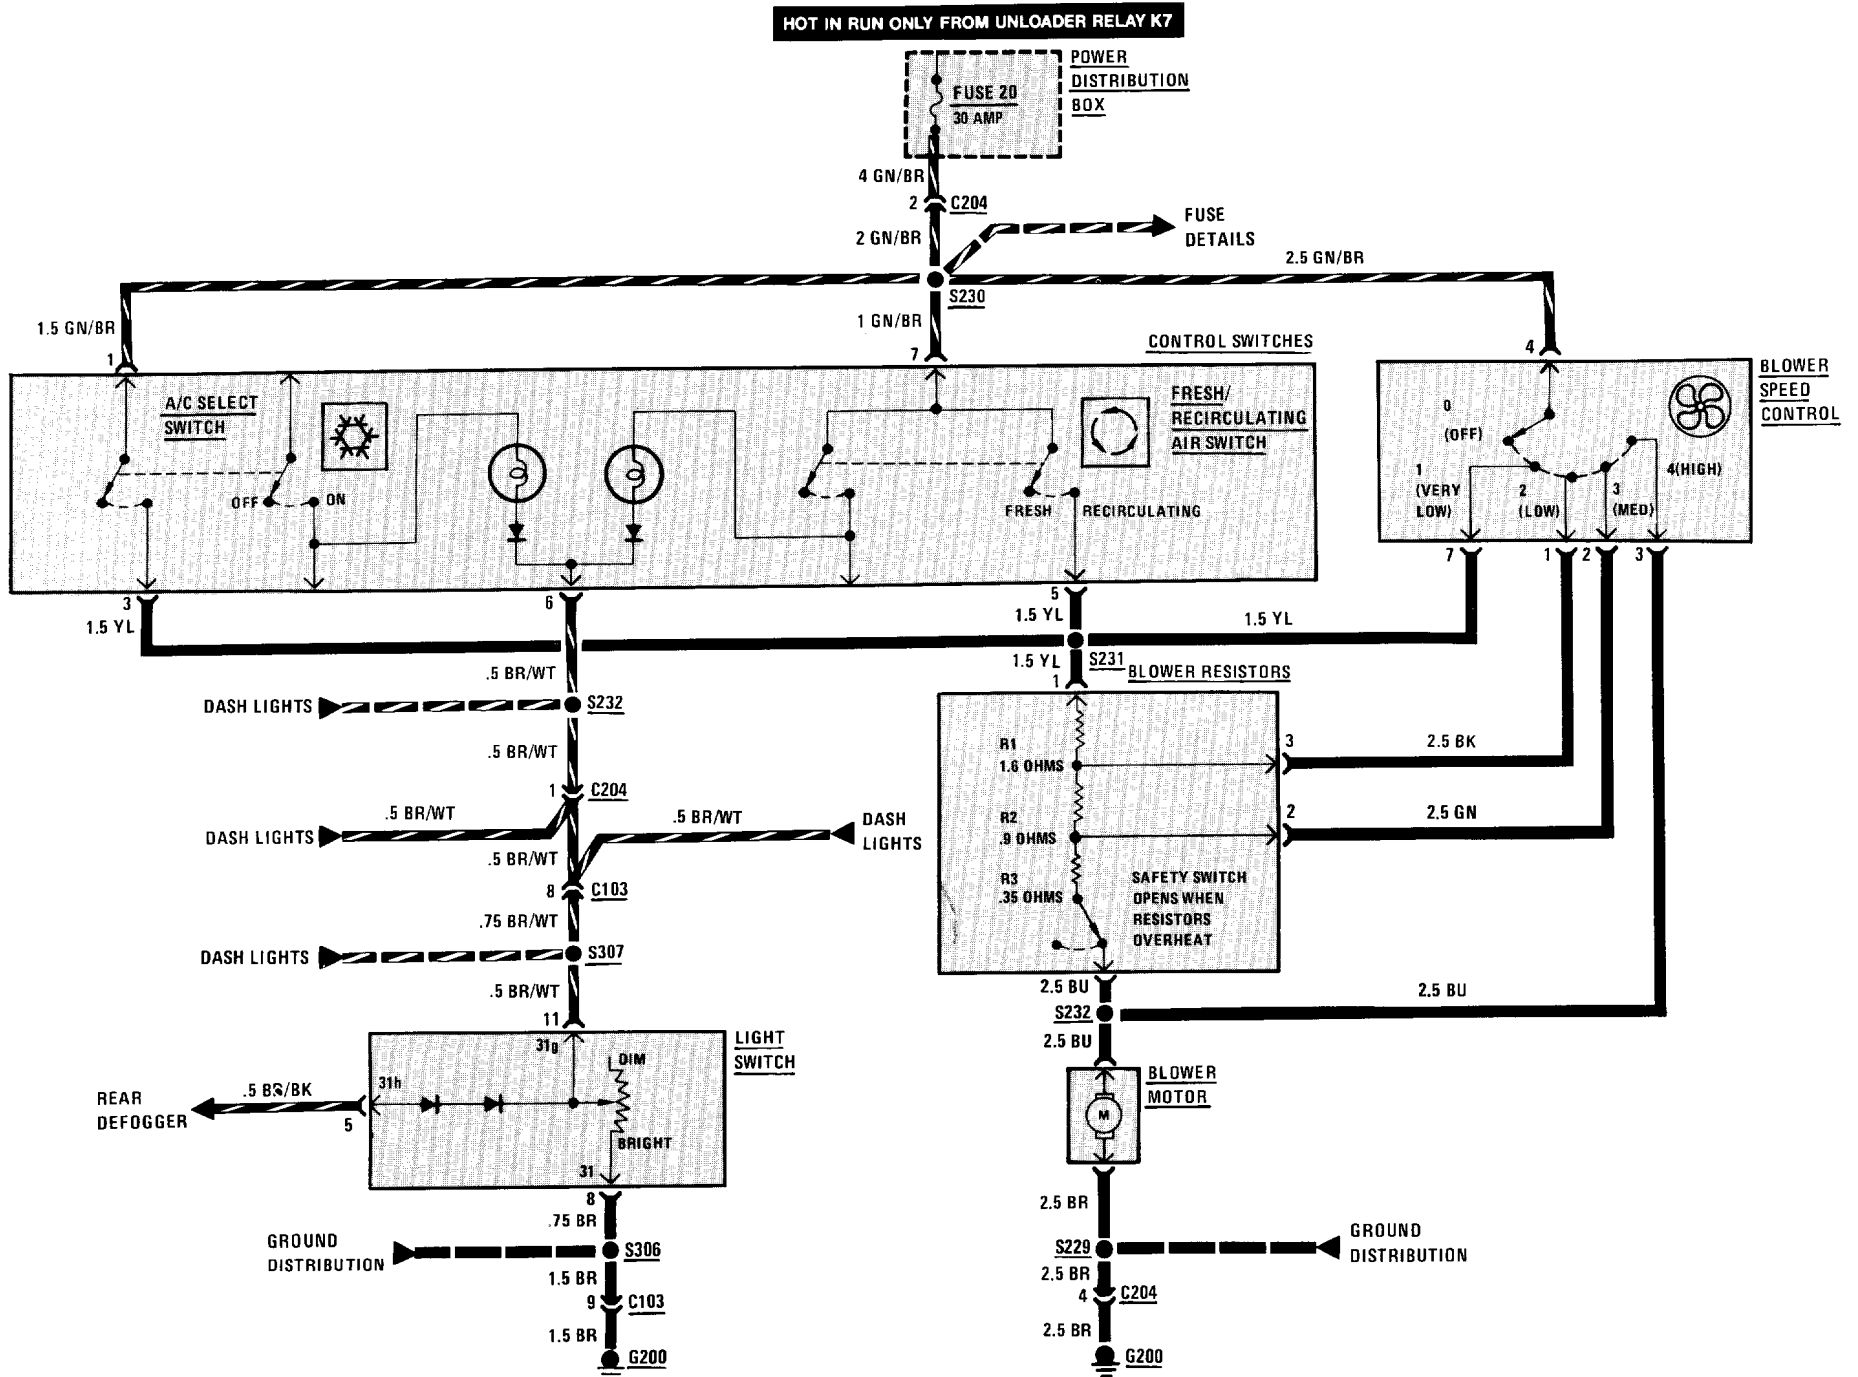 HOT IN RUN ONLY FROM UNLOADER RELAY K7
POWER
DISTRIBUTION
BOX
FUSE 20
30 AMP
4 GN/BR
2
C204
2 GN/BR
FUSE
DETAILS
2.5 GN/BR
S230
1.5 GN/BR
1 GN/BR
1
7
4
CONTROL SWITCHES
BLOWER
SPEED
CONTROL
A/C SELECT
SWITCH
FRESH/
RECIRCULATING
AIR SWITCH
0
(OFF)
1
(VERY
LOW)
2
(LOW)
3
(MED)
4(HIGH)
OFF
ON
FRESH
RECIRCULATING
7
1
2
3
3
6
5
1.5 YL
1.5 YL
1.5 YL
1.5 YL
S231
1
BLOWER RESISTORS
.5 BR/WT
DASH LIGHTS
S232
.5 BR/WT
R1
1.6 OHMS
3
2.5 BK
1
C204
.5 BR/WT
.5 BR/WT
DASH LIGHTS
DASH
LIGHTS
R2
.9 OHMS
2
2.5 GN
.5 BR/WT
8
C103
R3
.35 OHMS
SAFETY SWITCH
OPENS WHEN
RESISTORS
OVERHEAT
.75 BR/WT
DASH LIGHTS
S307
.5 BR/WT
2.5 BU
2.5 BU
S232
2.5 BU
11
31g
LIGHT
SWITCH
DIM
BRIGHT
31h
31
.5 BR/BK
REAR
DEFOGGER
5
BLOWER
MOTOR
M
8
.75 BR
2.5 BR
GROUND
DISTRIBUTION
S306
S229
GROUND
DISTRIBUTION
1.5 BR
2.5 BR
9
C103
4
C204
1.5 BR
2.5 BR
G200
G200